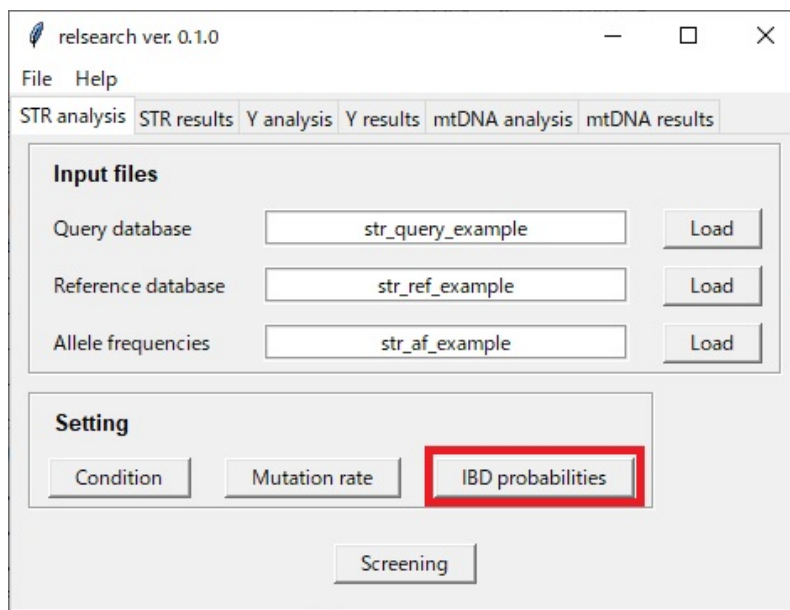 relsearch ver. 0.1.0
File Help
STR analysis STR results Y analysis Y results mtDNA analysis mtDNA results
Input files
Query database str_query_example Load
Reference database str_ref_example Load
Allele frequencies str_af_example Load
Setting
Condition Mutation rate IBD probabilities
Screening